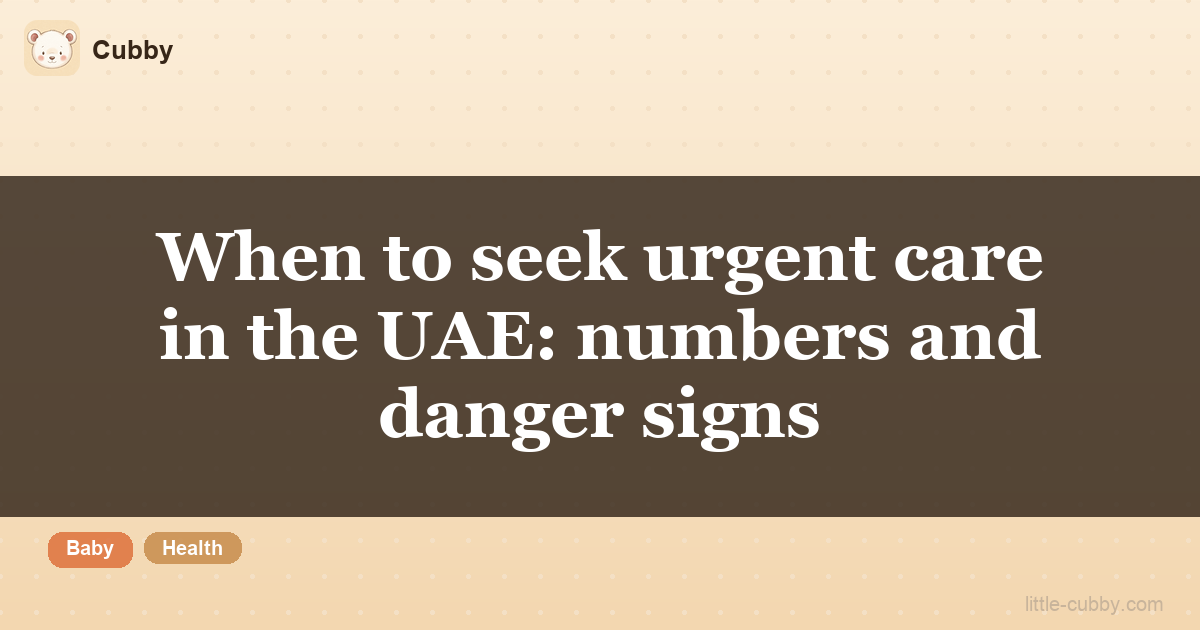 Cubby
When to seek urgent care
in the UAE: numbers and
danger signs
Baby
Health
little-cubby.com